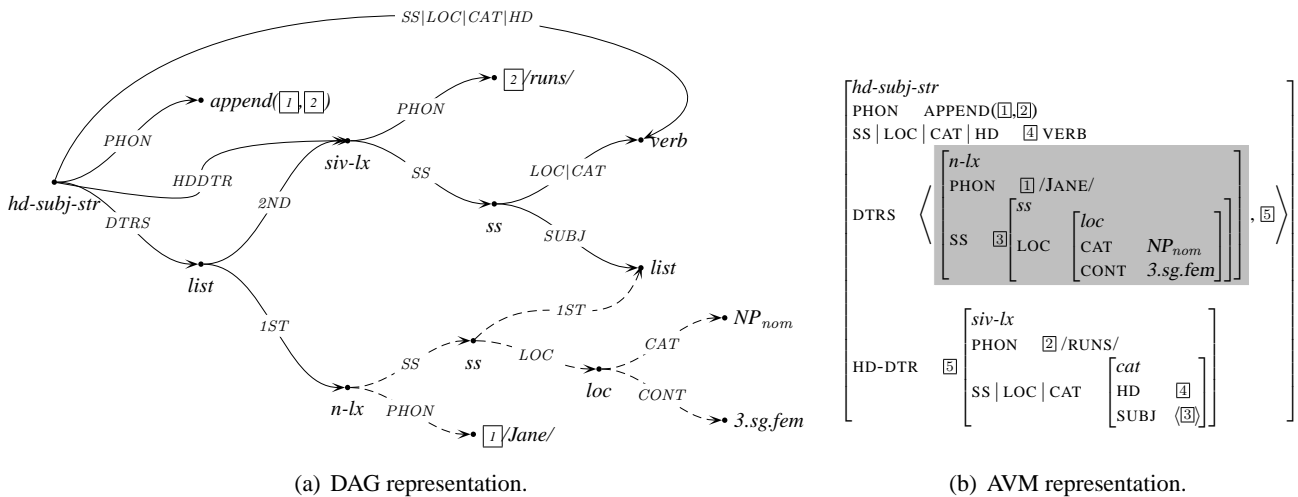 SS|LOC|CAT|HD
2 /runs/
append(1,2)
PHON
PHON
verb
siv-lx
LOC|CAT
HDDTR
SS
hd-subj-str
2ND
DTRS
ss
SUBJ
list
list
1ST
1ST
NP_nom
CAT
SS
ss
LOC
loc
n-lx
PHON
CONT
3.sg.fem
1 /Jane/
(a) DAG representation.
hd-subj-str
PHON APPEND(1,2)
SS | LOC | CAT | HD 4 VERB
n-lx
PHON 1 /JANE/
ss
loc
DTRS ⟨ SS 3 LOC CAT NP_nom , 5 ⟩
CONT 3.sg.fem
siv-lx
PHON 2 /RUNS/
HD-DTR 5
cat
SS | LOC | CAT HD 4
SUBJ ⟨3⟩
(b) AVM representation.